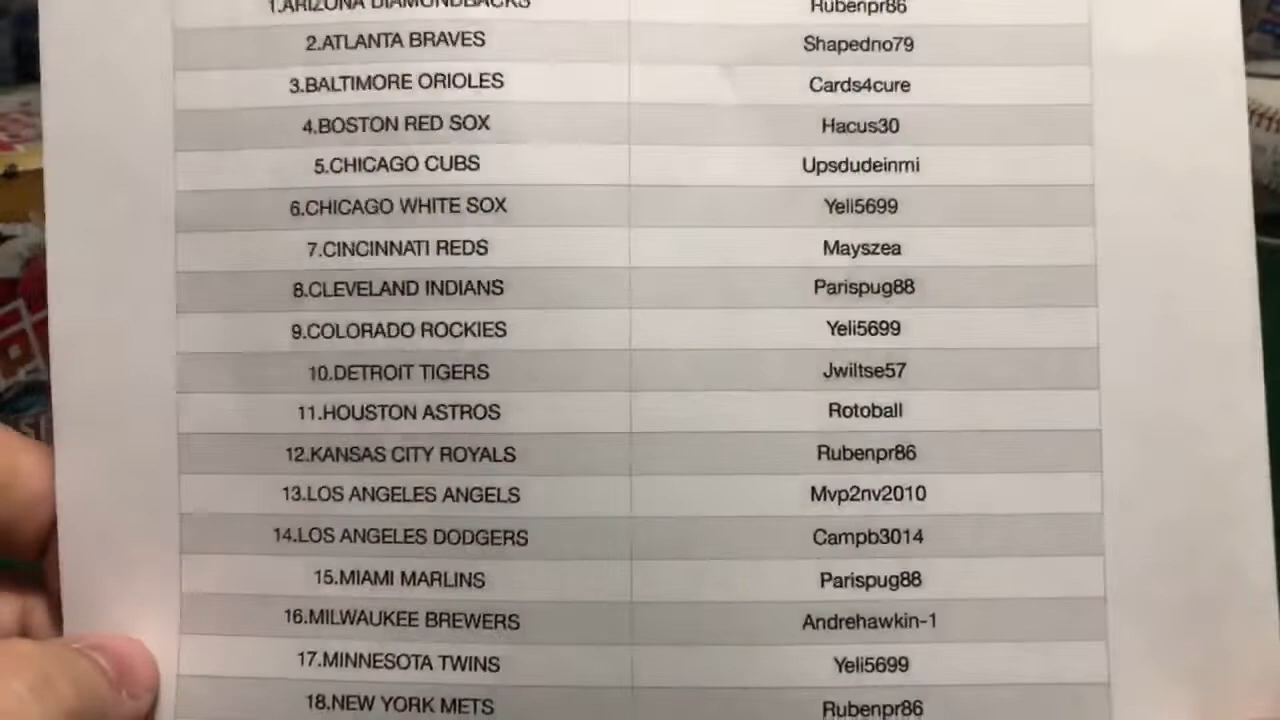 1.ARIZONA DIAMONDBACKS Rubenpr86
2.ATLANTA BRAVES Shapedno79
3.BALTIMORE ORIOLES Cards4cure
4.BOSTON RED SOX Hacus30
5.CHICAGO CUBS Upsdudeinmi
6.CHICAGO WHITE SOX Yeli5699
7.CINCINNATI REDS Mayszea
8.CLEVELAND INDIANS Parispug88
9.COLORADO ROCKIES Yeli5699
10.DETROIT TIGERS Jwiltse57
11.HOUSTON ASTROS Rotoball
12.KANSAS CITY ROYALS Rubenpr86
13.LOS ANGELES ANGELS Mvp2nv2010
14.LOS ANGELES DODGERS Campb3014
15.MIAMI MARLINS Parispug88
16.MILWAUKEE BREWERS Andrehawkin-1
17.MINNESOTA TWINS Yeli5699
18.NEW YORK METS Rubenpr86